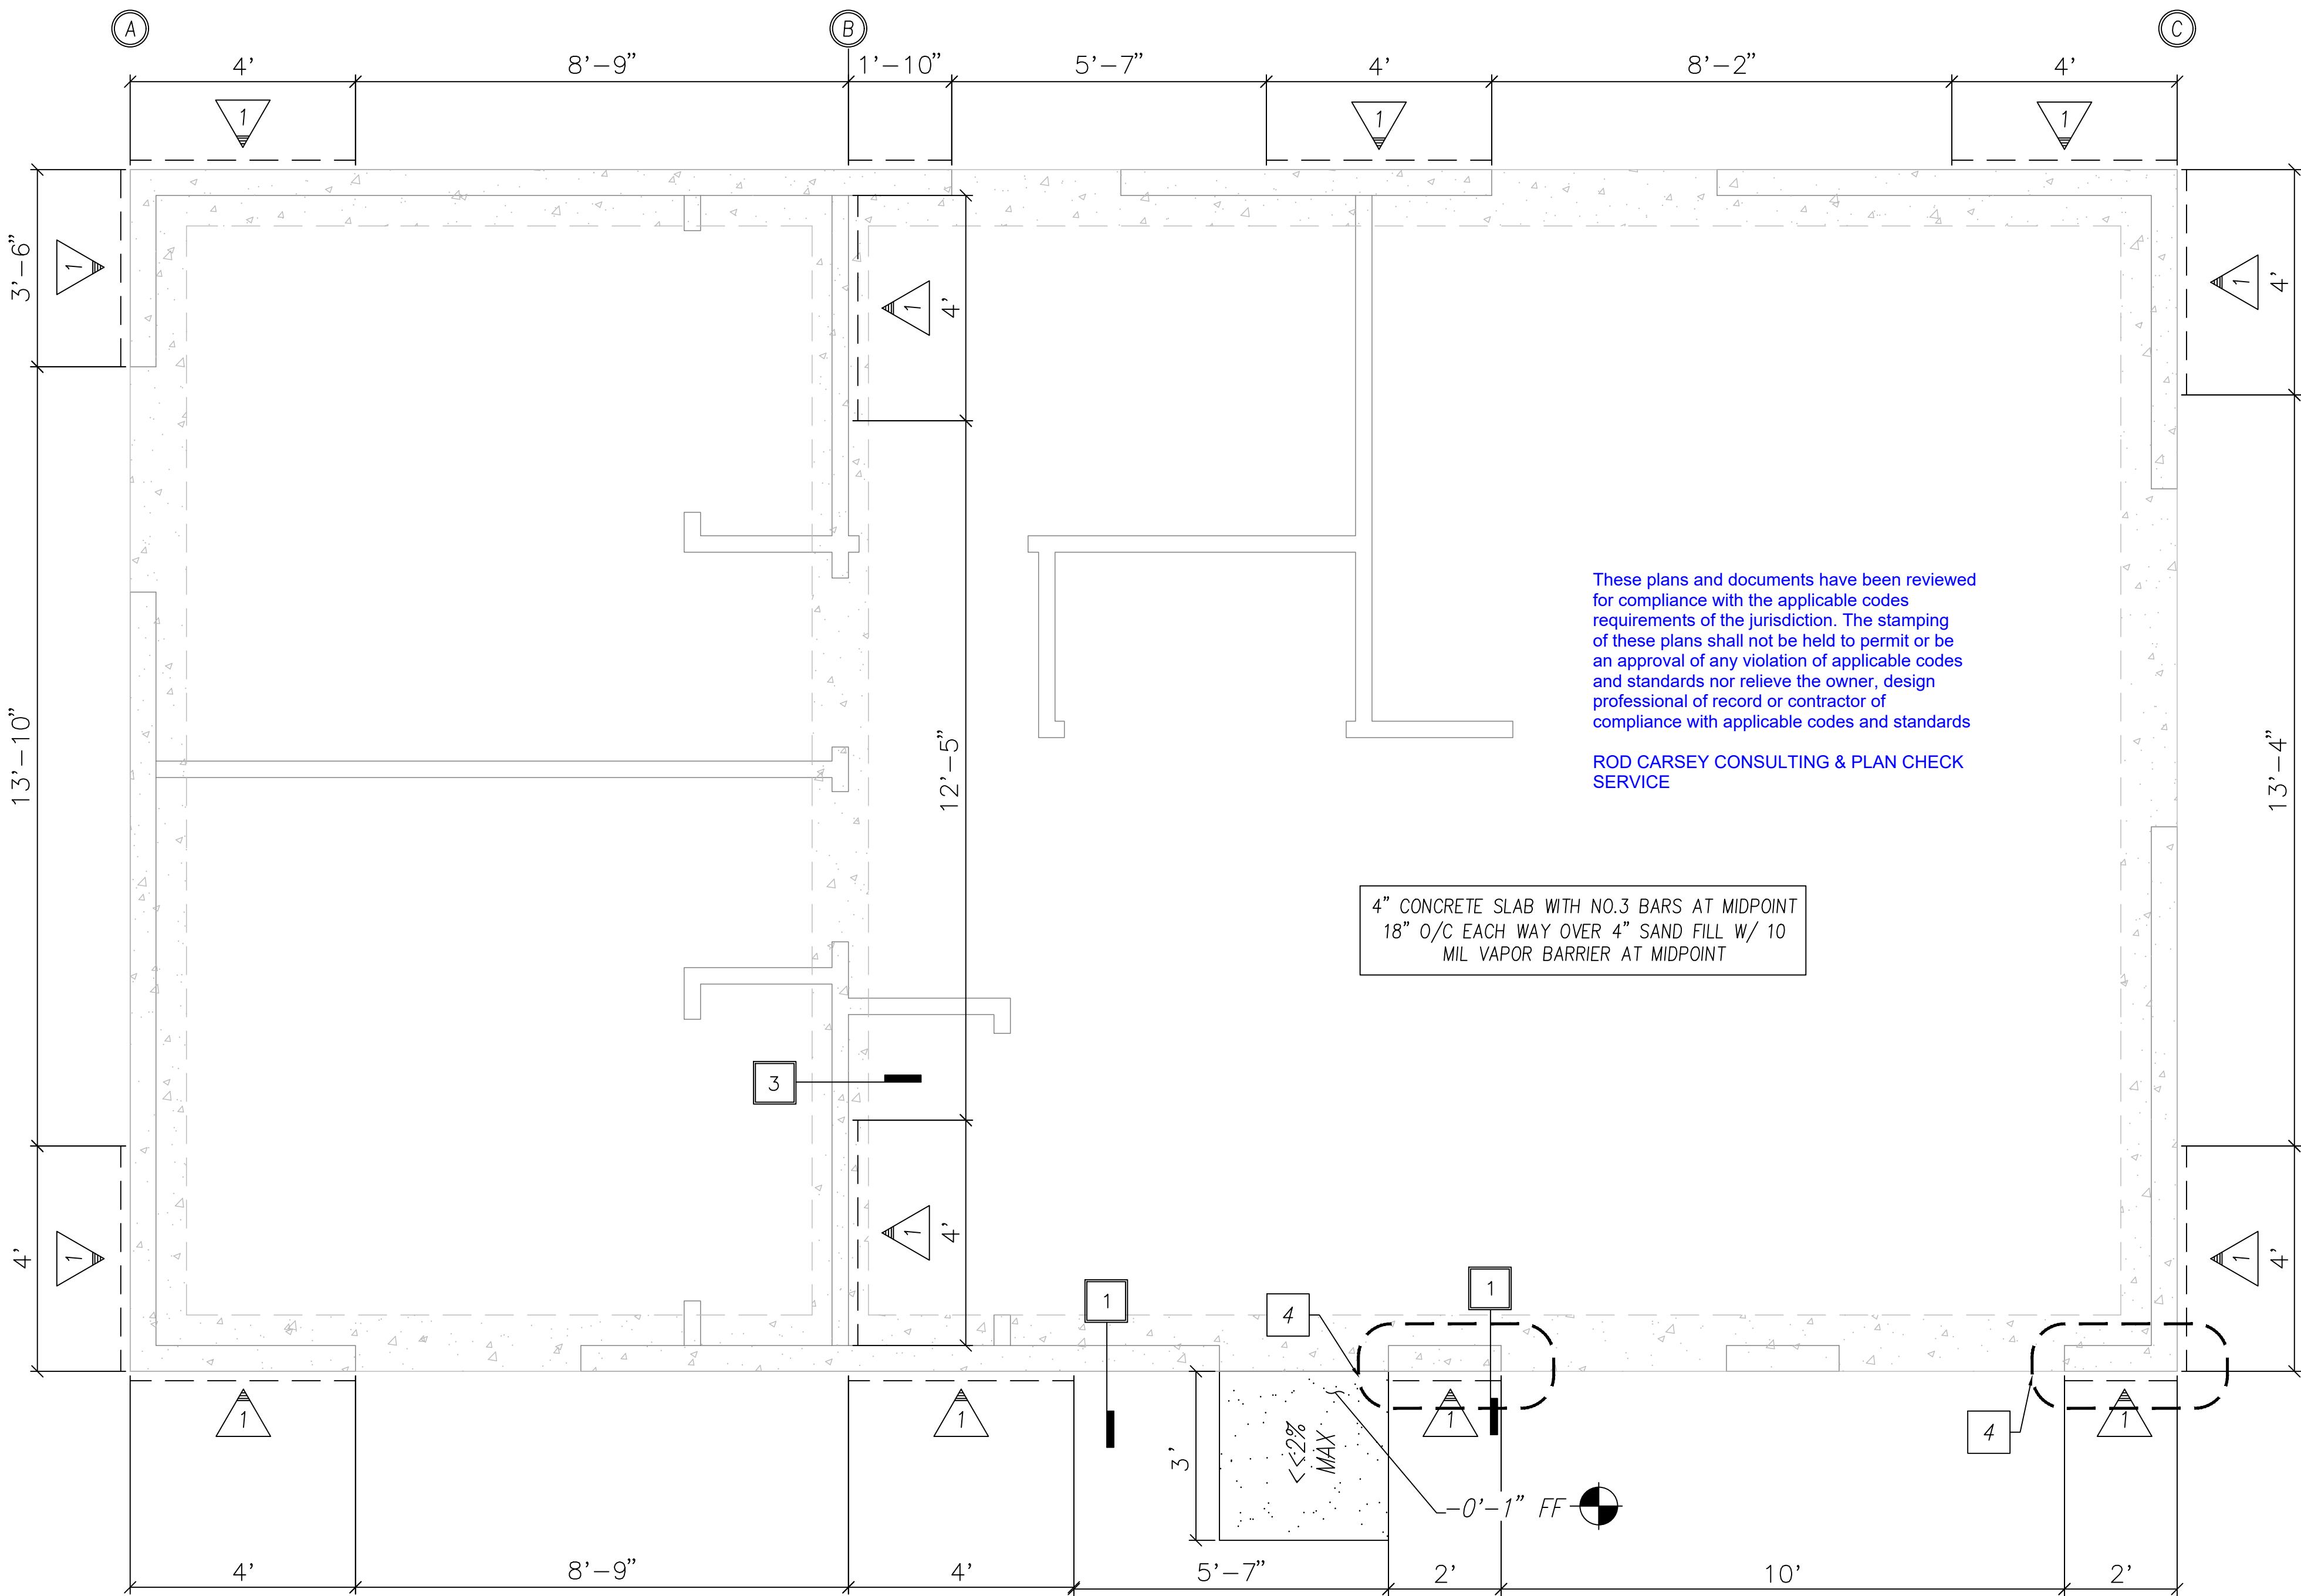 A
B
C
4'
8'-9"
1'-10"
5'-7"
4'
8'-2"
4'
1
1
1
3'-6"
1
1
4'
1
4'
These plans and documents have been reviewed
for compliance with the applicable codes
requirements of the jurisdiction. The stamping
of these plans shall not be held to permit or be
an approval of any violation of applicable codes
and standards nor relieve the owner, design
professional of record or contractor of
compliance with applicable codes and standards
ROD CARSEY CONSULTING & PLAN CHECK
SERVICE
13'-10"
12'-5"
13'-4"
4" CONCRETE SLAB WITH NO.3 BARS AT MIDPOINT
18" O/C EACH WAY OVER 4" SAND FILL W/ 10
MIL VAPOR BARRIER AT MIDPOINT
3
4'
1
1
4'
1
4
1
1
4'
1
1
<<2%
MAX
1
1
4
3'
-0'-1" FF
4'
8'-9"
4'
5'-7"
2'
10'
2'